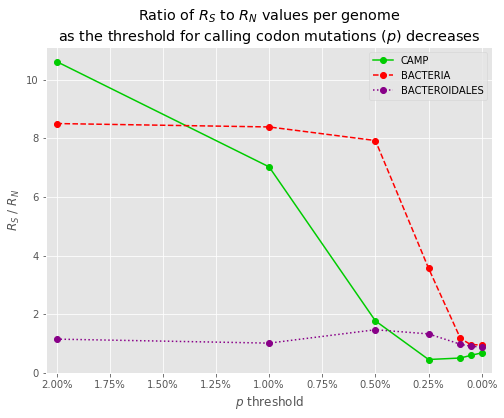 Ratio of R_S to R_N values per genome
as the threshold for calling codon mutations (p) decreases
CAMP
BACTERIA
BACTEROIDALES
10
8
6
4
2
0
R_S / R_N
2.00% 1.75% 1.50% 1.25% 1.00% 0.75% 0.50% 0.25% 0.00%
p threshold